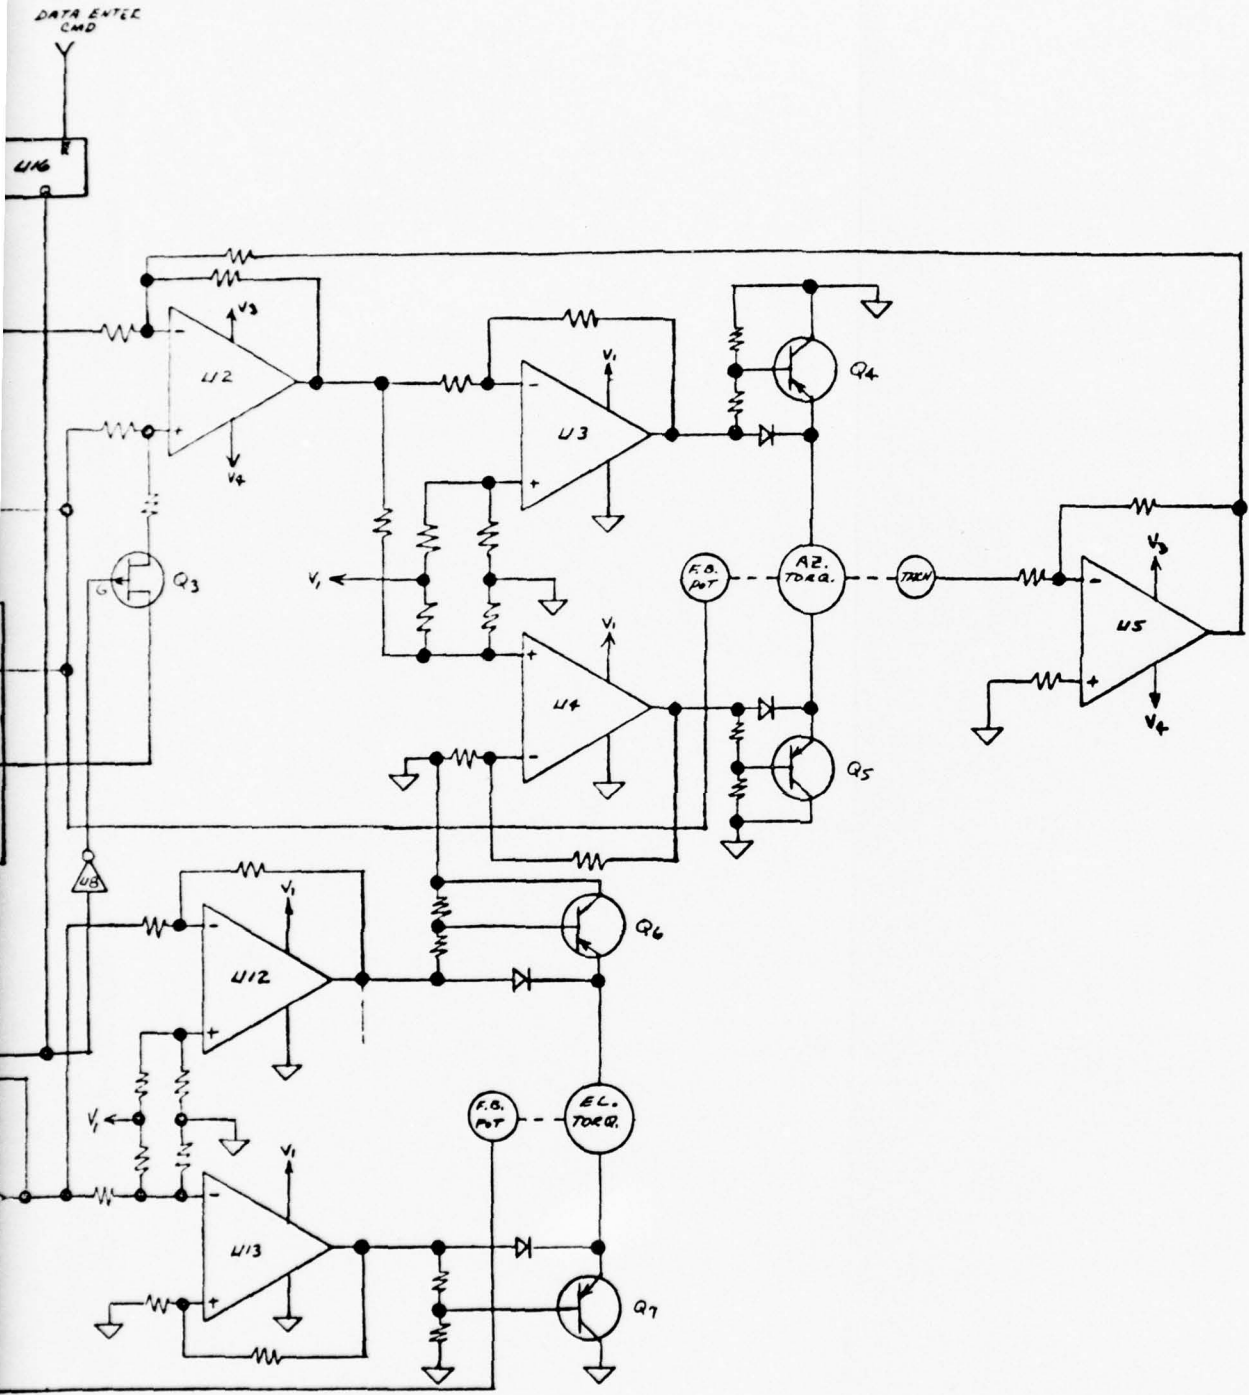 DATA ENTER
CMD
U16
V3
U2
V4
V1
U3
Q4
G
Q3
V1
F.B.
POT
AZ.
TORQ.
TACH
V3
U5
V4
V1
U4
Q5
U8
V1
U12
Q6
V1
F.B.
POT
EL.
TORQ.
V1
U13
Q7